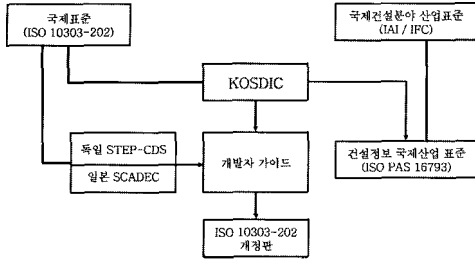 국제표준
(ISO 10303-202)
국제건설분야 산업표준
(IAI / IFC)
KOSDIC
독일 STEP-CDS
일본 SCADEC
개발자 가이드
건설정보 국제산업 표준
(ISO PAS 16793)
ISO 10303-202
개정판